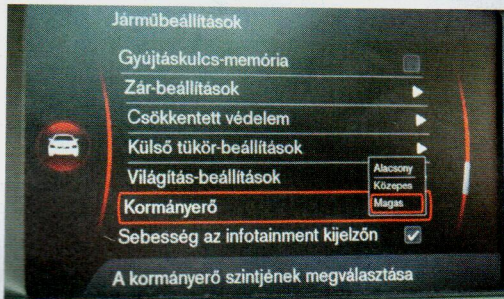 Járműbeállítások
Gyújtáskulcs-memória
Zár-beállítások
Csökkentett védelem
Külső tükör-beállítások
Világítás-beállítások
Alacsony
Közepes
Kormányerő
Magas
Sebesség az infotainment kijelzőn
A kormányerő szintjének megválasztása